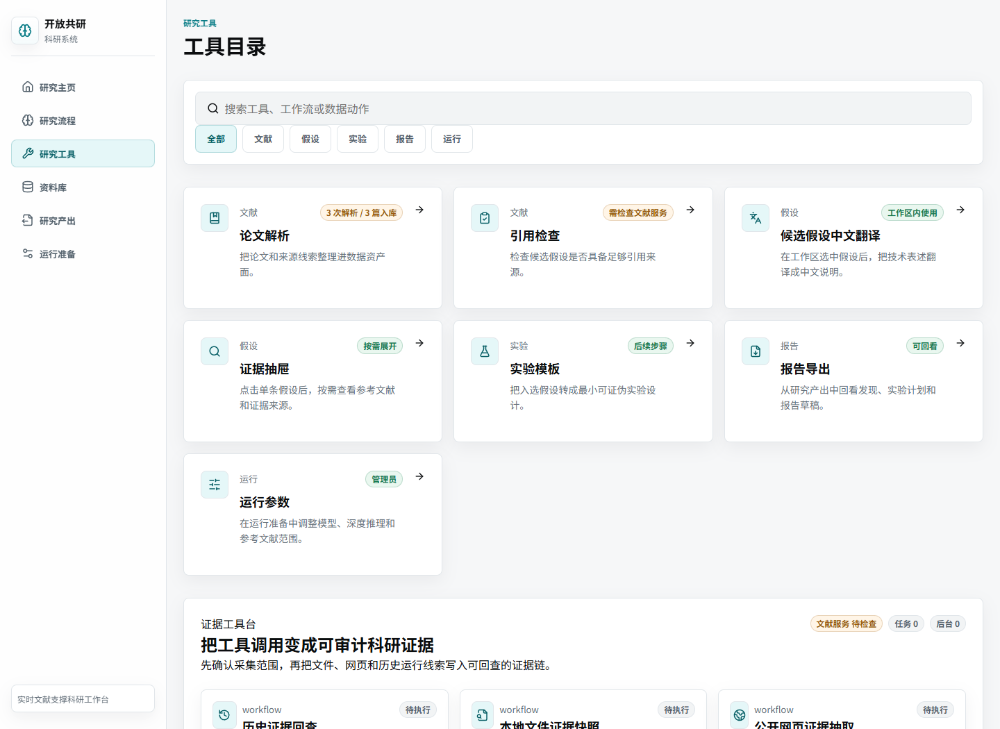 开放共研
科研系统
研究主页
研究流程
研究工具
资料库
研究产出
运行准备
实时文献支撑科研工作台
研究工具
工具目录
搜索工具、工作流或数据动作
全部 文献 假设 实验 报告 运行
文献 3 次解析 / 3 篇入库
论文解析
把论文和来源线索整理进数据资产
面。
文献 需检查文献服务
引用检查
检查候选假设是否具备足够引用来
源。
假设 工作区内使用
候选假设中文翻译
在工作区选中假设后，把技术表述翻
译成中文说明。
假设 按需展开
证据抽屉
点击单条假设后，按需查看参考文献
和证据来源。
实验 后续步骤
实验模板
把入选假设转成最小可证伪实验设
计。
报告 可回看
报告导出
从研究产出中回看发现、实验计划和
报告草稿。
运行 管理员
运行参数
在运行准备中调整模型、深度推理和
参考文献范围。
证据工具台
文献服务 待检查 任务 0 后台 0
把工具调用变成可审计科研证据
先确认采集范围，再把文件、网页和历史运行线索写入可回查的证据链。
workflow 待执行
历史证据回查
workflow 待执行
本地文件证据快照
workflow 待执行
公开网页证据抽取